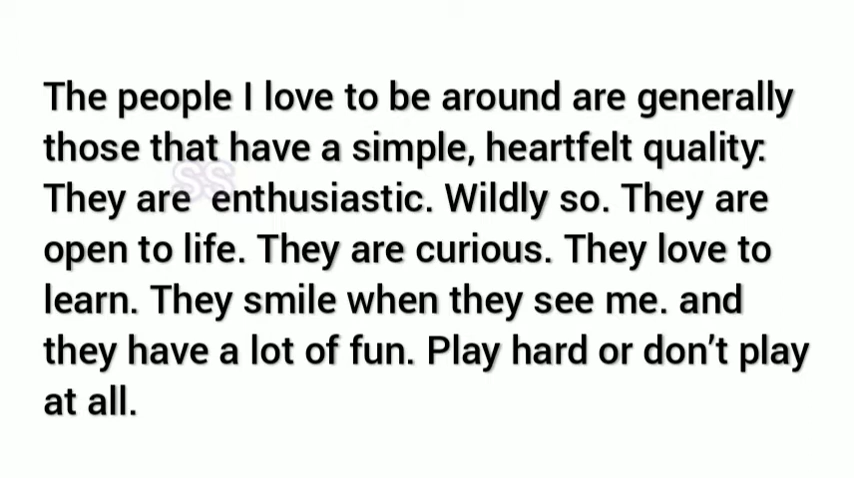 The people I love to be around are generally
those that have a simple, heartfelt quality:
They are enthusiastic. Wildly so. They are
open to life. They are curious. They love to
learn. They smile when they see me. and
they have a lot of fun. Play hard or don't play
at all.
SS